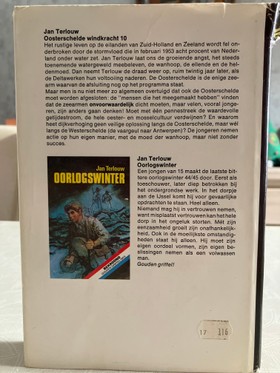 Jan Terlouw
Oosterschelde windkracht 10
Het rustige leven op de eilanden van Zuid-Holland en Zeeland wordt fel on-
derbroken door de stormvloed die in februari 1953 acht procent van Neder-
land onder water zet. Jan Terlouw laat ons de groeiende angst, het steeds
toenemende watergeweld meebeleven, de wanhoop, de ellende en de hel-
denmoed. Dan neemt Terlouw de draad weer op, ruim twintig jaar later, als
de Deltawerken hun voltooiing naderen. De Oosterschelde is de enige zee-
arm waarvan de afsluiting nog op het programma staat.
Maar men is nu niet meer zo algemeen overtuigd dat ook de Oosterschelde
moet worden afgesloten: de "mensen die het meegemaakt hebben" vinden
dat de zeearmen onvoorwaardelijk dicht moeten, maar velen, vooral jonge-
ren, zijn anders gaan denken! Moet met één pennestreek de waardevolle
getijdestroom, de hele oester- en mosselcultuur verdwijnen? En waarom
heet dijkverhoging geen veilige oplossing langs de Oosterschelde, maar wél
langs de Westerschelde (de vaargeul naar Antwerpen)? De jongeren nemen
actie op hun eigen manier, met de moed der wanhoop, maar niet zonder
succes.
Jan Terlouw
OORLOGSWINTER
Jan Terlouw
Oorlogswinter
Een jongen van 15 maakt de laatste bit-
tere oorlogswinter 44/45 door. Eerst als
toeschouwer, later diep betrokken bij
het ondergrondse werk. In het dorpje
aan de IJssel komt hij voor gevaarlijke
opdrachten te staan. Heel alleen.
Niemand mag hij in vertrouwen nemen,
want misplaatst vertrouwen kan het hele
dorp in het ongeluk storten. Mét zijn
eenzaamheid groeit zijn onafhankelijk-
heid. Ook in de moeilijkste omstandig-
heden staat hij alleen. Hij moet zijn
eigen oordeel vormen, zijn eigen be-
slissingen nemen als een volwassen
man.
Gouden griffel!